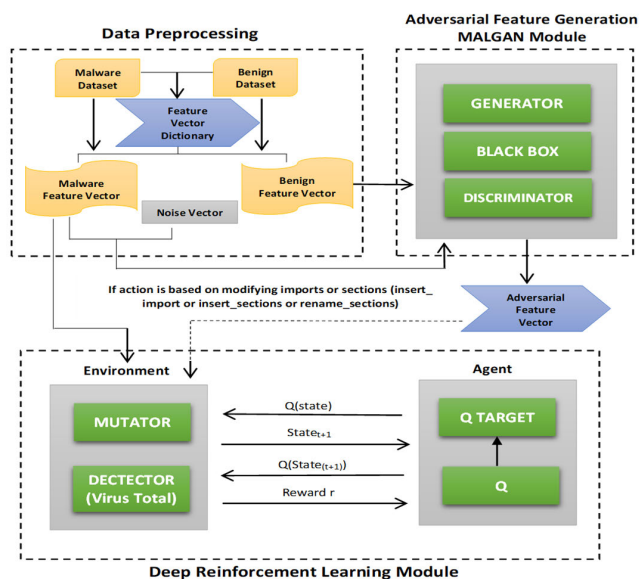 Data Preprocessing
Adversarial Feature Generation
MALGAN Module
Malware
Dataset
Benign
Dataset
Feature
Vector
Dictionary
Malware
Feature Vector
Noise Vector
Benign
Feature Vector
GENERATOR
BLACK BOX
DISCRIMINATOR
If action is based on modifying imports or sections (insert_
import or insert_sections or rename_sections)
Adversarial
Feature
Vector
Environment
Agent
MUTATOR
DECTECTOR
(Virus Total)
Q(state)
State_{t+1}
Q(State_{(t+1)})
Reward r
Q TARGET
Q
Deep Reinforcement Learning Module